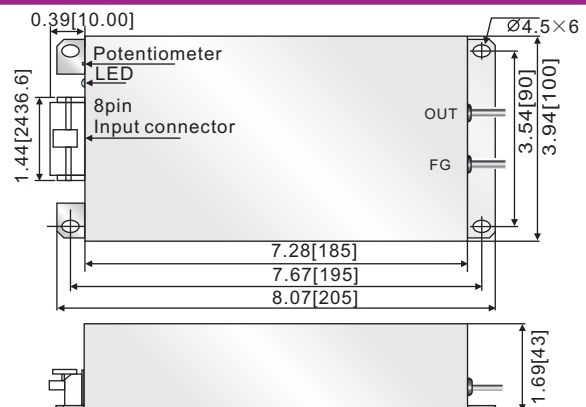 0.39[10.00]
Ø4.5×6
Potentiometer
LED
8pin
Input connector
1.44[2436.6]
OUT
FG
3.54[90]
3.94[100]
7.28[185]
7.67[195]
8.07[205]
1.69[43]